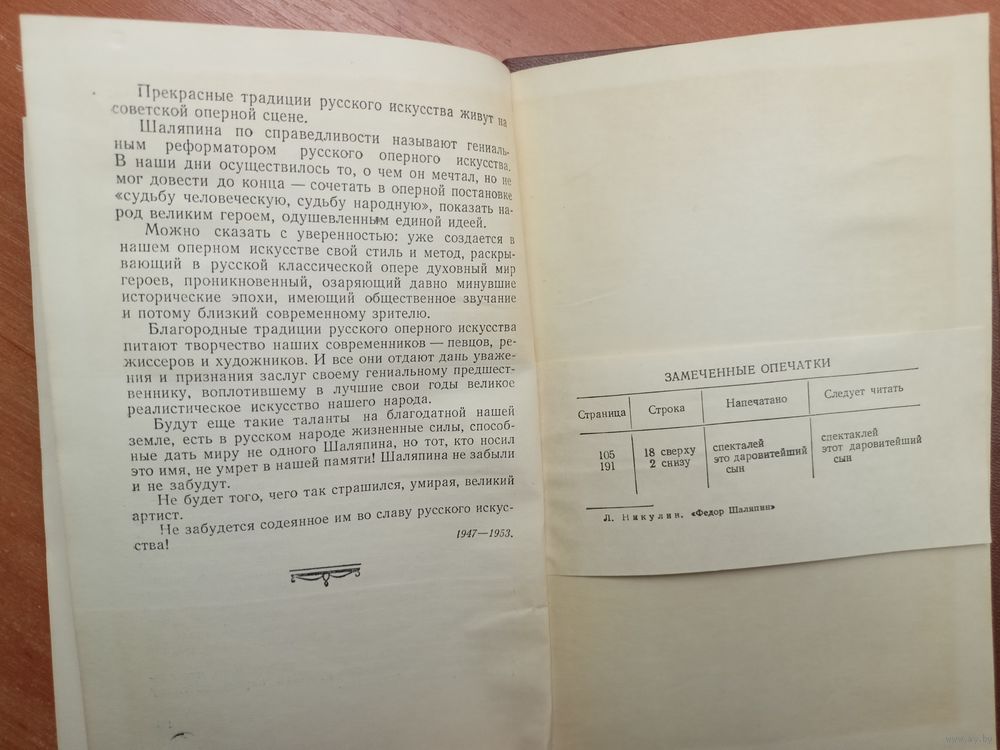 Прекрасные традиции русского искусства живут на
советской оперной сцене.
Шаляпина по справедливости называют гениаль-
ным реформатором русского оперного искусства.
В наши дни осуществилось то, о чем он мечтал, но не
мог довести до конца — сочетать в оперной постановке
«судьбу человеческую, судьбу народную», показать на-
род великим героем, одушевленным единой идеей.
Можно сказать с уверенностью: уже создается в
нашем оперном искусстве свой стиль и метод, раскры-
вающий в русской классической опере духовный мир
героев, проникновенный, озаряющий давно минувшие
исторические эпохи, имеющий общественное звучание
и потому близкий современному зрителю.
Благородные традиции русского оперного искусства
питают творчество наших современников — певцов, ре-
жиссеров и художников. И все они отдают дань уваже-
ния и признания заслуг своему гениальному предшест-
веннику, воплотившему в лучшие свои годы великое
реалистическое искусство нашего народа.
Будут еще такие таланты на благодатной нашей
земле, есть в русском народе жизненные силы, способ-
ные дать миру не одного Шаляпина, но тот, кто носил
это имя, не умрет в нашей памяти! Шаляпина не забыли
и не забудут.
Не будет того, чего так страшился, умирая, великий
артист.
Не забудется содеянное им во славу русского искус-
ства!
1947—1953.
ЗАМЕЧЕННЫЕ ОПЕЧАТКИ
Страница Строка Напечатано Следует читать
105 18 сверху спекталей спектаклей
191 2 снизу это даровитейший этот даровитейший
сын сын
Л. Никулин. «Федор Шаляпин»
www.av.by